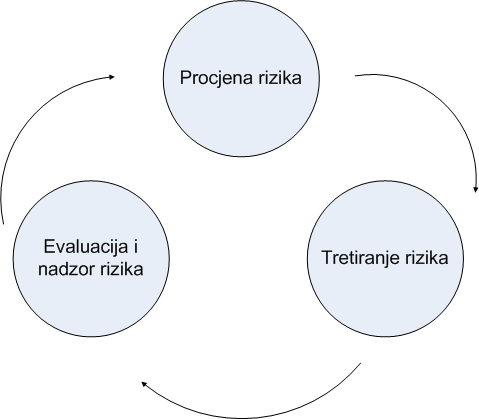 Procjena rizika
Tretiranje rizika
Evaluacija i
nadzor rizika